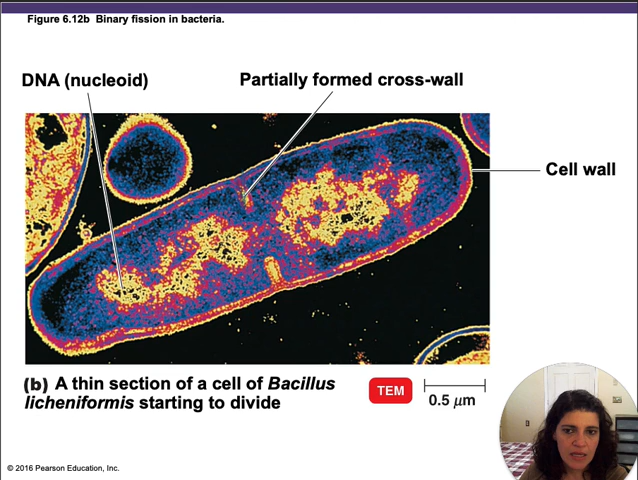 Figure 6.12b Binary fission in bacteria.
DNA (nucleoid)
Partially formed cross-wall
Cell wall
(b) A thin section of a cell of Bacillus
licheniformis starting to divide
TEM
0.5 μm
© 2016 Pearson Education, Inc.